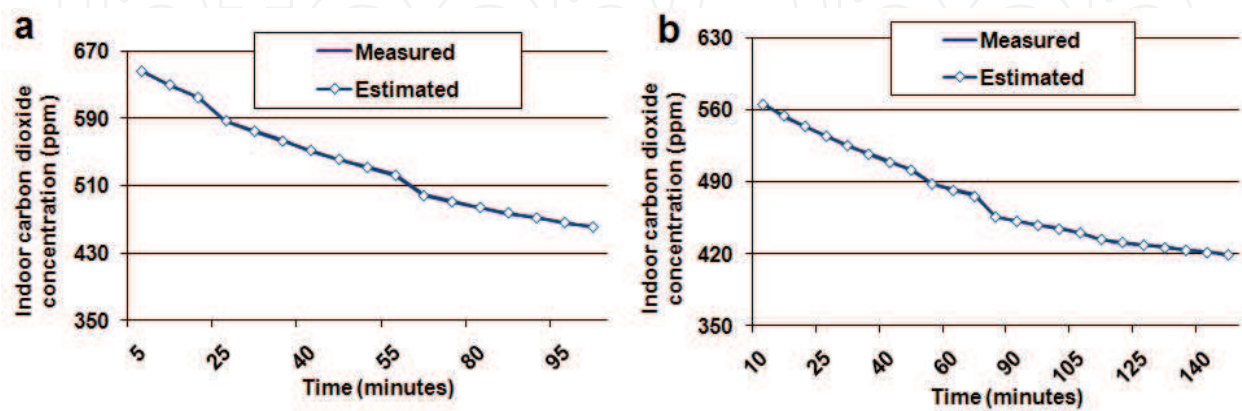 a
Measured
Estimated
670
590
510
430
350
Indoor carbon dioxide
concentration (ppm)
5
25
40
55
80
95
Time (minutes)
b
Measured
Estimated
630
560
490
420
350
Indoor carbon dioxide
concentration (ppm)
10
25
40
60
90
105
125
140
Time (minutes)